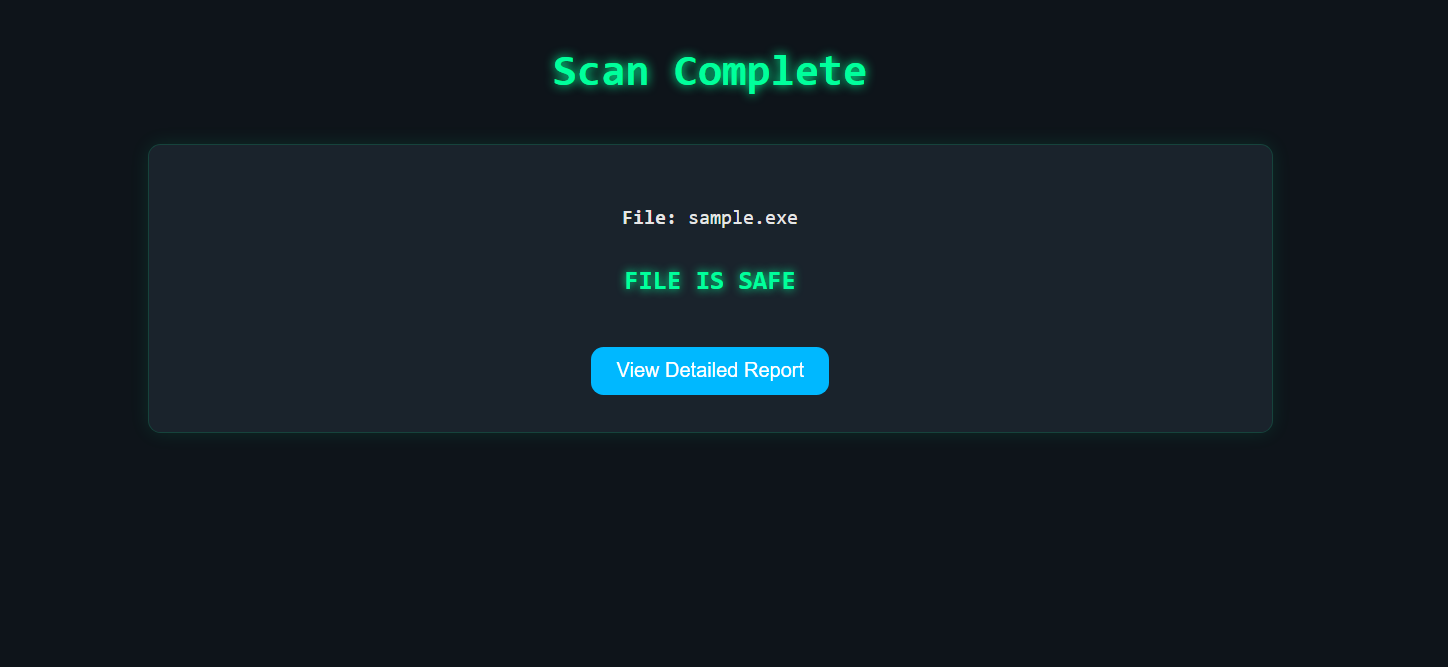 Scan Complete
File: sample.exe
FILE IS SAFE
View Detailed Report